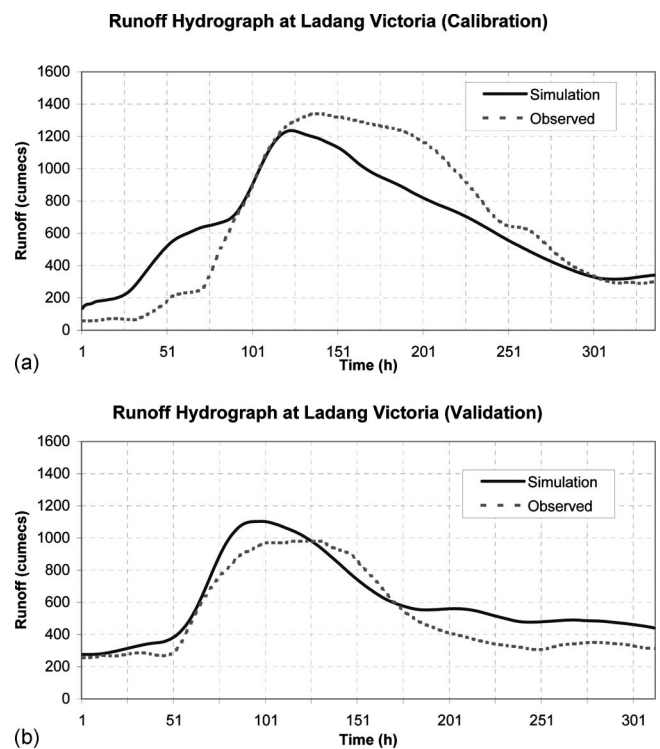 Runoff Hydrograph at Ladang Victoria (Calibration)
1600
1400
1200
1000
800
600
400
200
0
Runoff (cumecs)
Simulation
Observed
1 51 101 151 201 251 301
Time (h)
(a)
Runoff Hydrograph at Ladang Victoria (Validation)
1600
1400
1200
1000
800
600
400
200
0
Runoff (cumecs)
Simulation
Observed
1 51 101 151 201 251 301
Time (h)
(b)